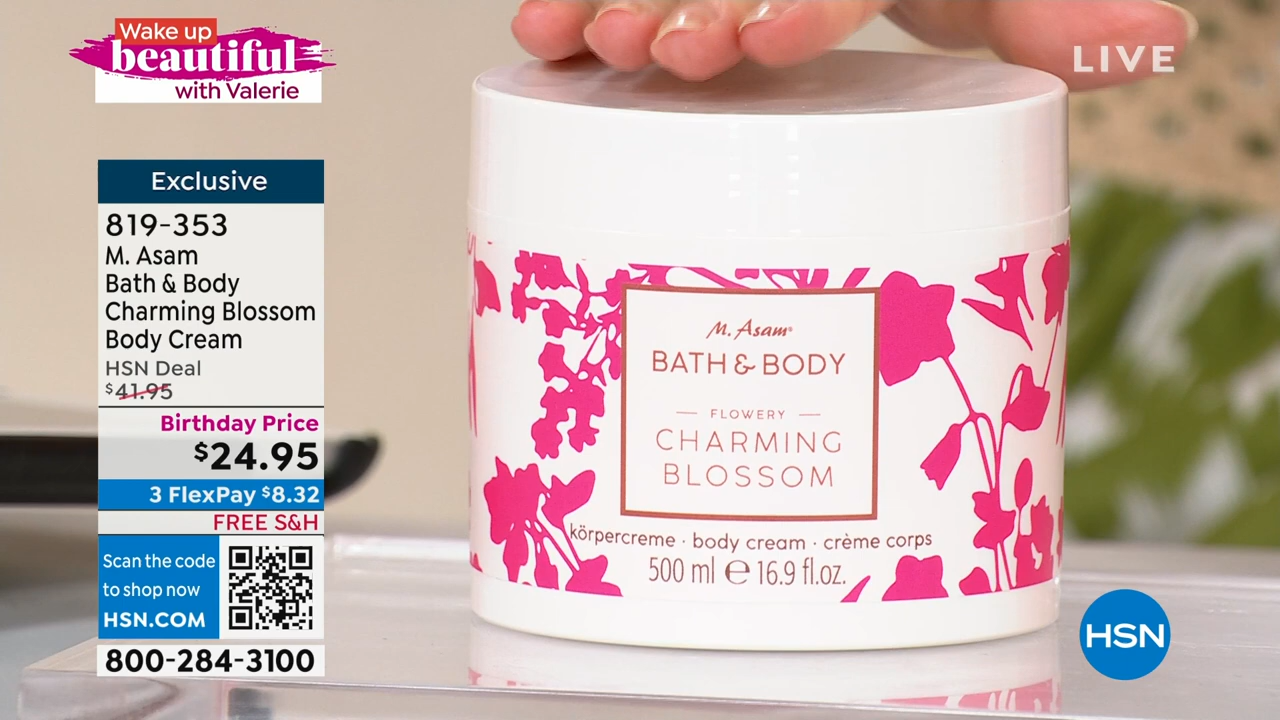 Wake up
beautiful
with Valerie
LIVE
Exclusive
819-353
M. Asam
Bath & Body
Charming Blossom
Body Cream
HSN Deal
$41.95
Birthday Price
$24.95
3 FlexPay $8.32
FREE S&H
Scan the code
to shop now
HSN.COM
800-284-3100
M. Asam®
BATH & BODY
FLOWERY
CHARMING
BLOSSOM
körpercreme · body cream · crème corps
500 ml ℮ 16.9 fl.oz.
HSN